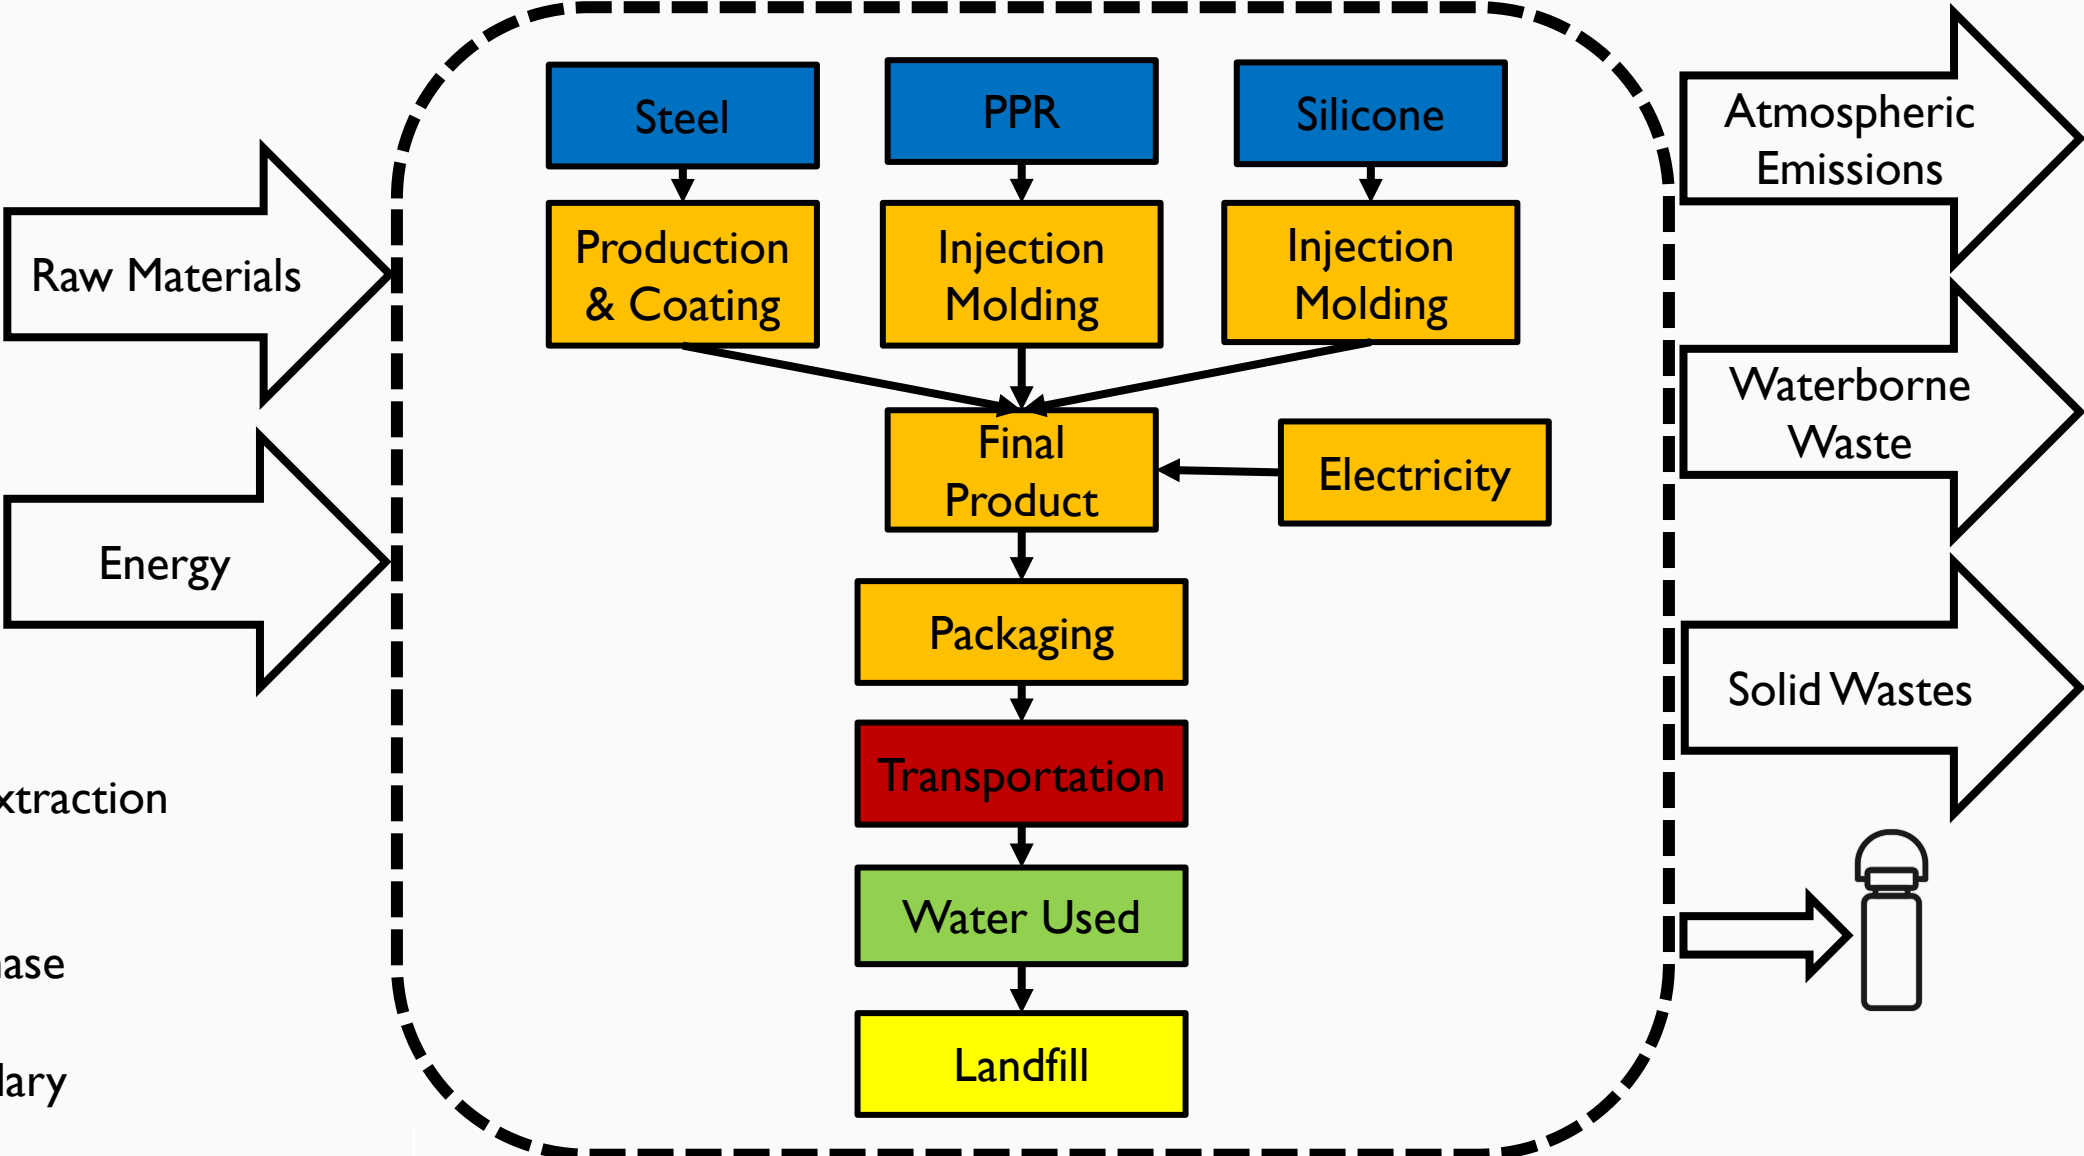 Steel
PPR
Silicone
Atmospheric
Emissions
Raw Materials
Production
& Coating
Injection
Molding
Injection
Molding
Waterborne
Waste
Final
Product
Electricity
Energy
Packaging
Solid Wastes
Transportation
xtraction
Water Used
ase
lary
Landfill